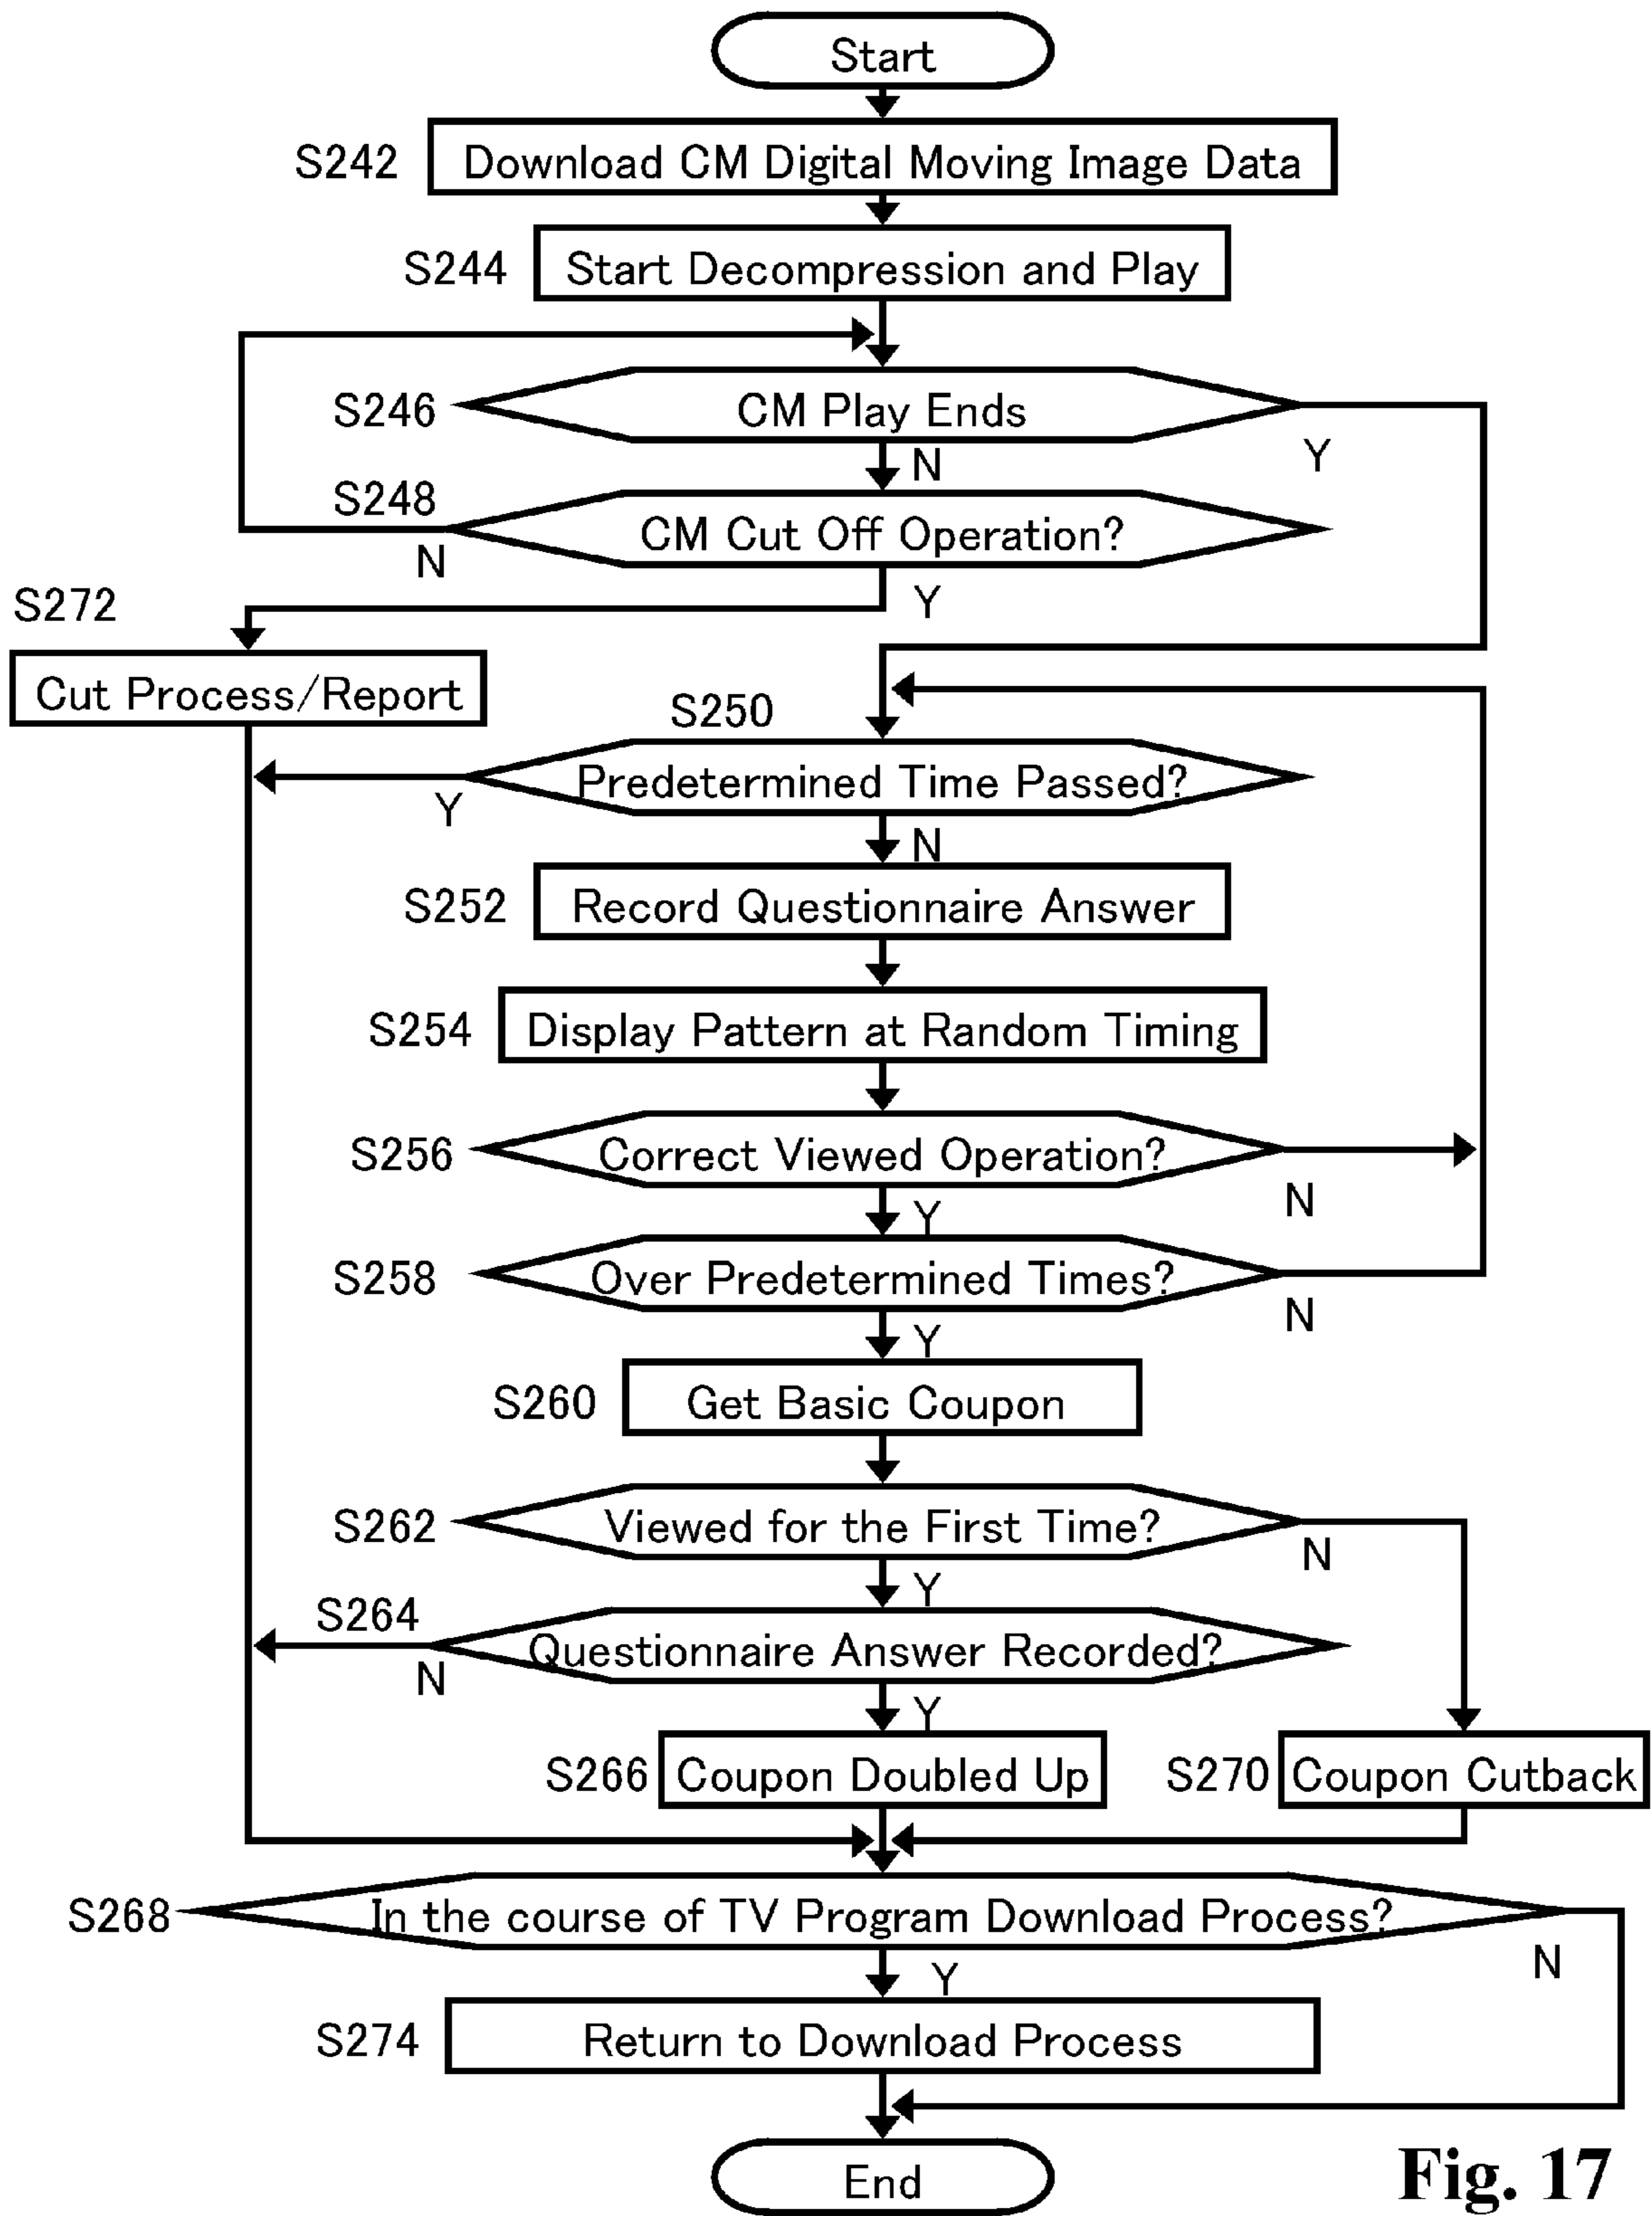 Start
S242
Download CM Digital Moving Image Data
S244
Start Decompression and Play
S246
CM Play Ends
Y
N
S248
CM Cut Off Operation?
N
Y
S272
Cut Process/Report
S250
Predetermined Time Passed?
Y
N
S252
Record Questionnaire Answer
S254
Display Pattern at Random Timing
S256
Correct Viewed Operation?
N
Y
S258
Over Predetermined Times?
N
Y
S260
Get Basic Coupon
S262
Viewed for the First Time?
N
Y
S264
Questionnaire Answer Recorded?
N
Y
S266
Coupon Doubled Up
S270
Coupon Cutback
S268
In the course of TV Program Download Process?
N
Y
S274
Return to Download Process
End
Fig. 17